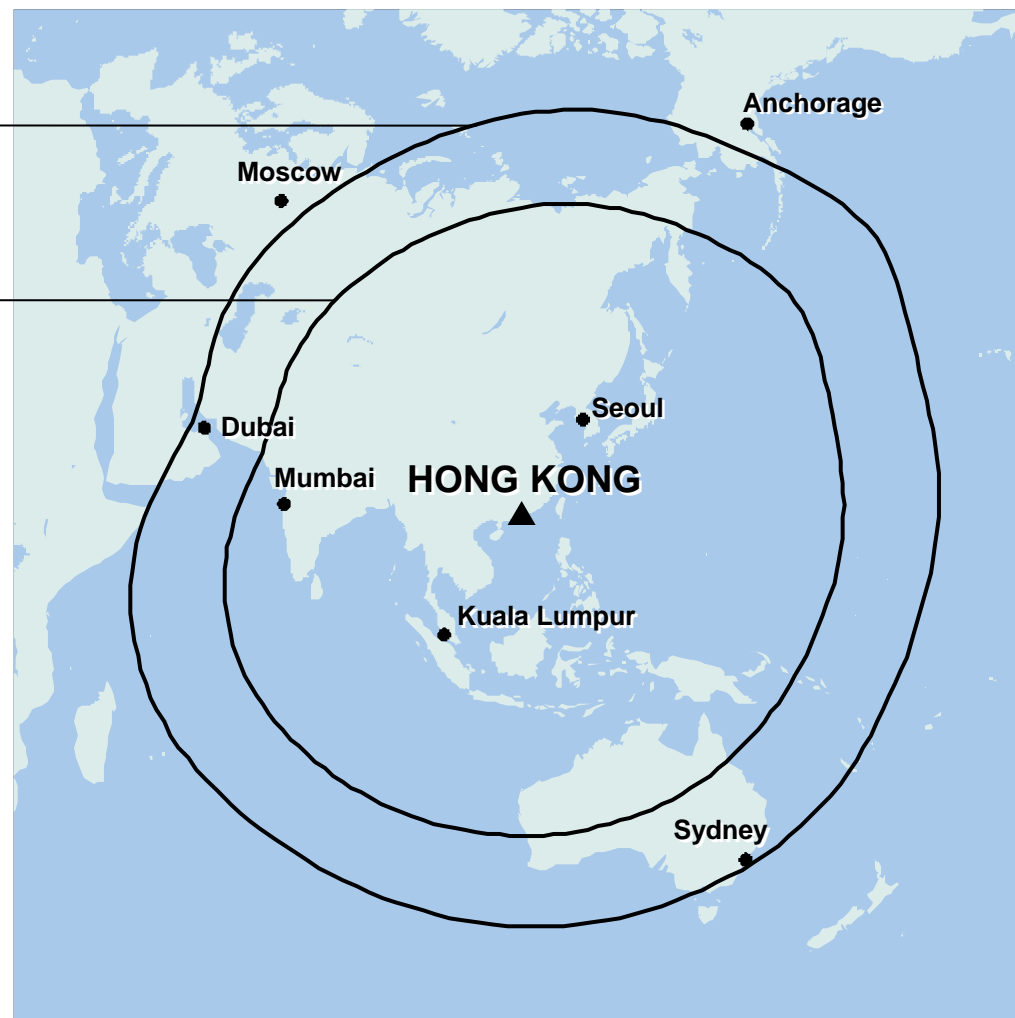 Anchorage
Moscow
Seoul
Dubai
Mumbai
HONG KONG
Kuala Lumpur
Sydney